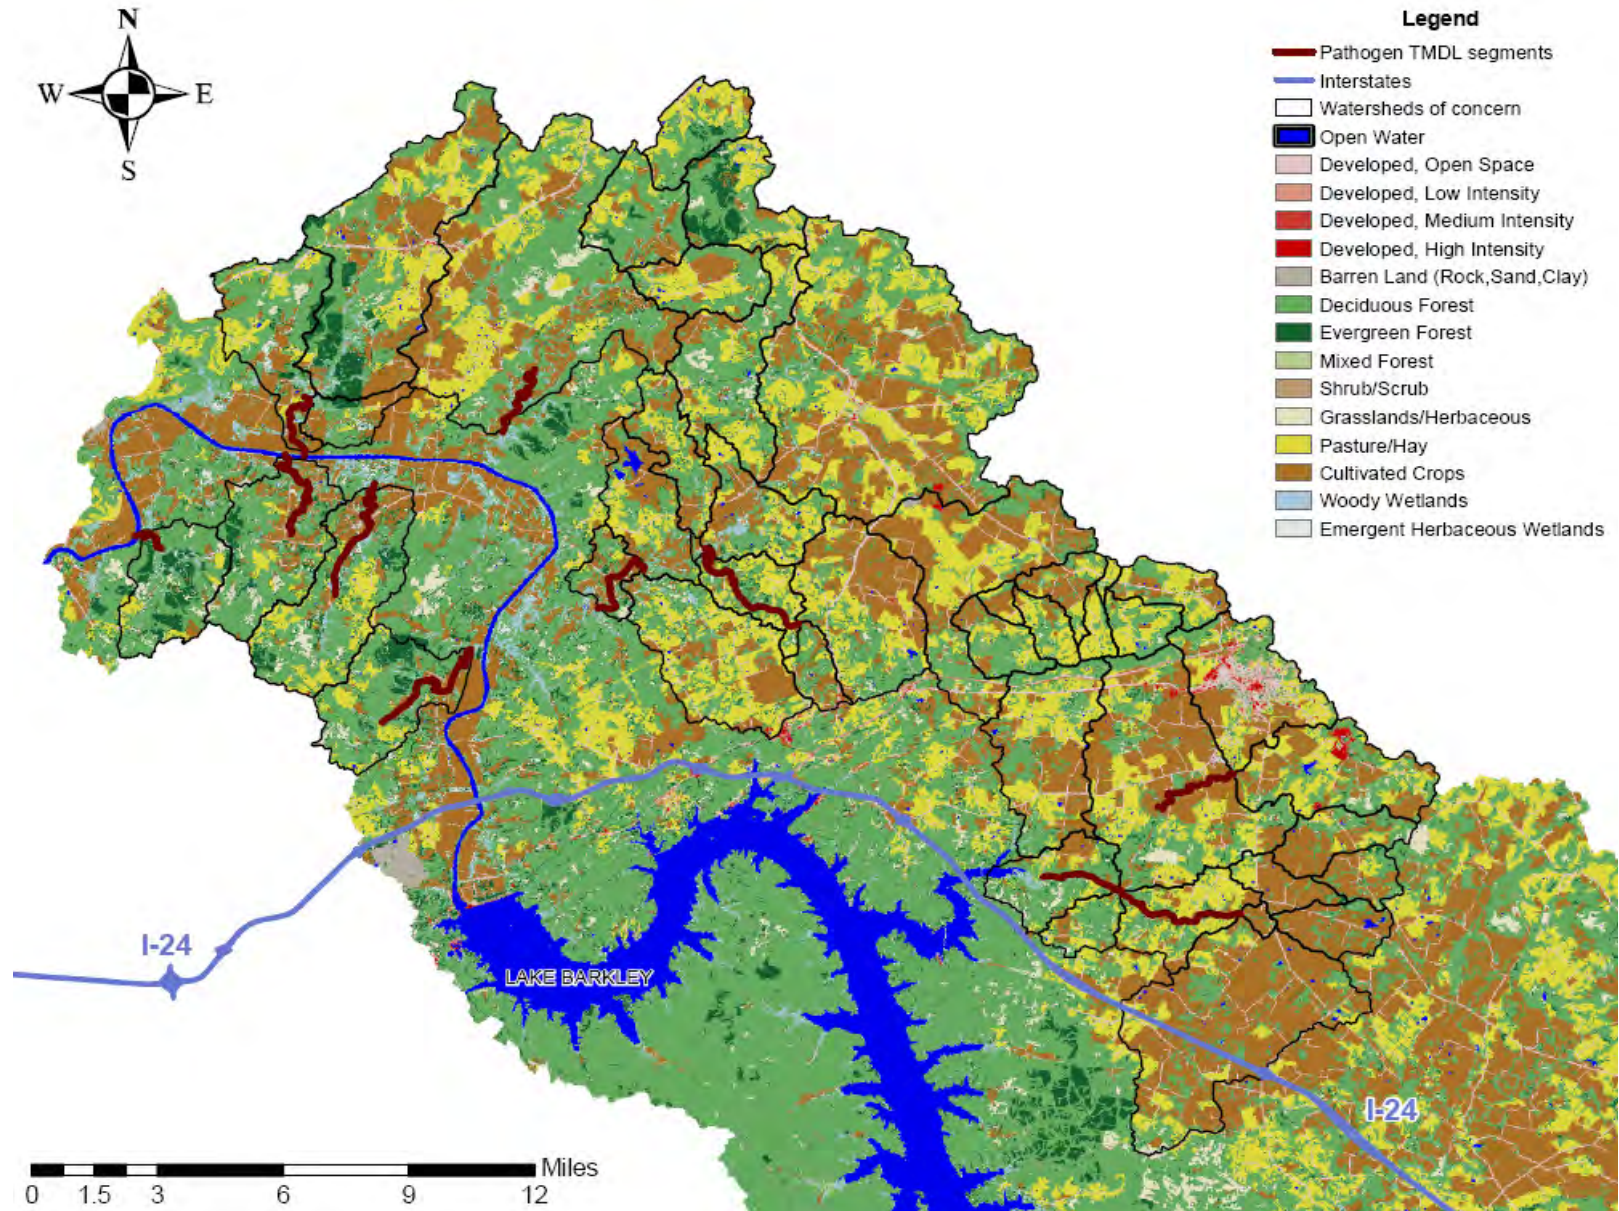 N
W E
S
Legend
Pathogen TMDL segments
Interstates
Watersheds of concern
Open Water
Developed, Open Space
Developed, Low Intensity
Developed, Medium Intensity
Developed, High Intensity
Barren Land (Rock,Sand,Clay)
Deciduous Forest
Evergreen Forest
Mixed Forest
Shrub/Scrub
Grasslands/Herbaceous
Pasture/Hay
Cultivated Crops
Woody Wetlands
Emergent Herbaceous Wetlands
I-24
LAKE BARKLEY
I-24
Miles
0 1.5 3 6 9 12